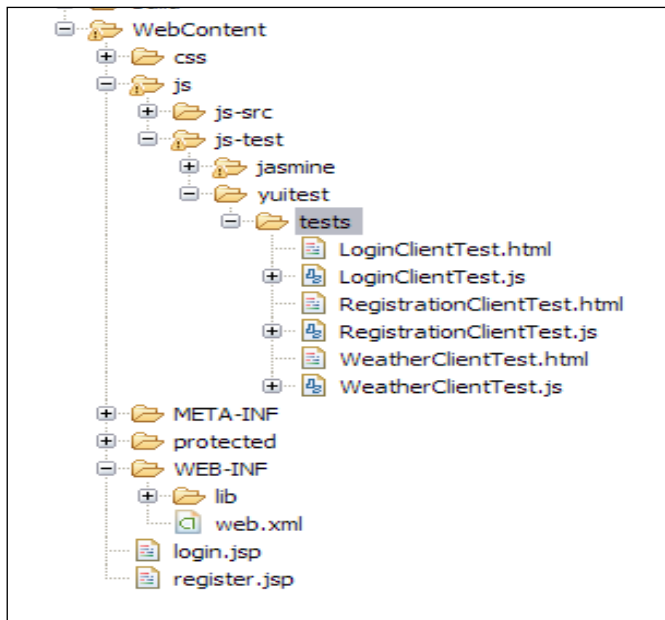 WebContent
css
js
js-src
js-test
jasmine
yuitest
tests
LoginClientTest.html
LoginClientTest.js
RegistrationClientTest.html
RegistrationClientTest.js
WeatherClientTest.html
WeatherClientTest.js
META-INF
protected
WEB-INF
lib
web.xml
login.jsp
register.jsp